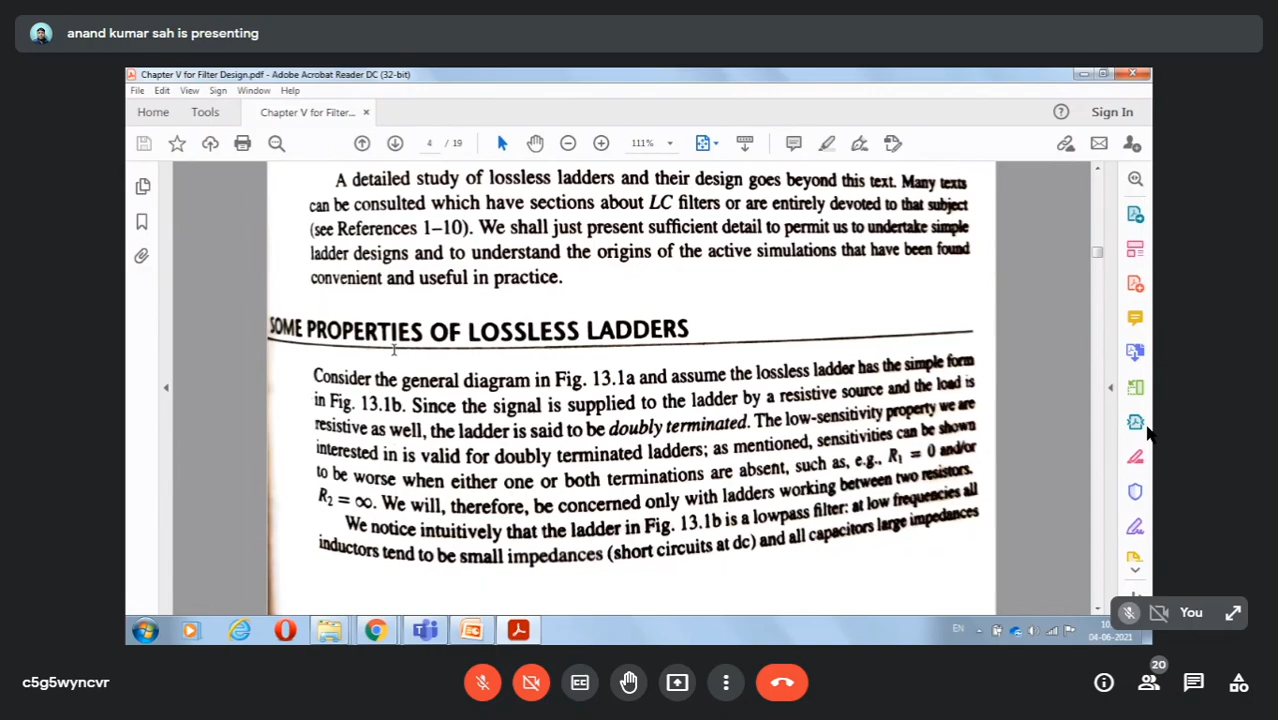 anand kumar sah is presenting
Chapter V for Filter Design.pdf - Adobe Acrobat Reader DC (32-bit)
File Edit View Sign Window Help
Home Tools Chapter V for Filter... × Sign In
4 / 19 111%
A detailed study of lossless ladders and their design goes beyond this text. Many texts
can be consulted which have sections about LC filters or are entirely devoted to that subject
(see References 1–10). We shall just present sufficient detail to permit us to undertake simple
ladder designs and to understand the origins of the active simulations that have been found
convenient and useful in practice.
SOME PROPERTIES OF LOSSLESS LADDERS
Consider the general diagram in Fig. 13.1a and assume the lossless ladder has the simple form
in Fig. 13.1b. Since the signal is supplied to the ladder by a resistive source and the load is
resistive as well, the ladder is said to be doubly terminated. The low-sensitivity property we are
interested in is valid for doubly terminated ladders; as mentioned, sensitivities can be shown
to be worse when either one or both terminations are absent, such as, e.g., R₁ = 0 and/or
R₂ = ∞. We will, therefore, be concerned only with ladders working between two resistors.
We notice intuitively that the ladder in Fig. 13.1b is a lowpass filter: at low frequencies all
inductors tend to be small impedances (short circuits at dc) and all capacitors large impedances
You
EN
04-06-2021
c5g5wyncvr
20